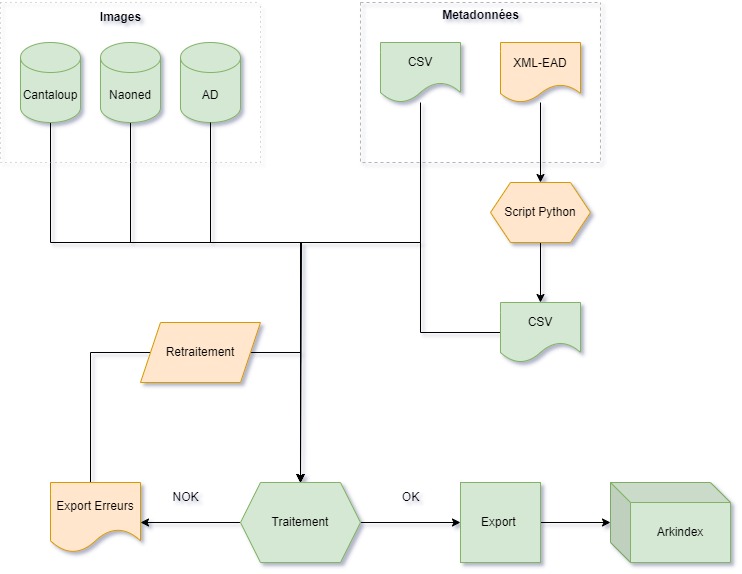 Images
Metadonnées
Cantaloup
Naoned
AD
CSV
XML-EAD
Script Python
CSV
Retraitement
Export Erreurs
NOK
Traitement
OK
Export
Arkindex